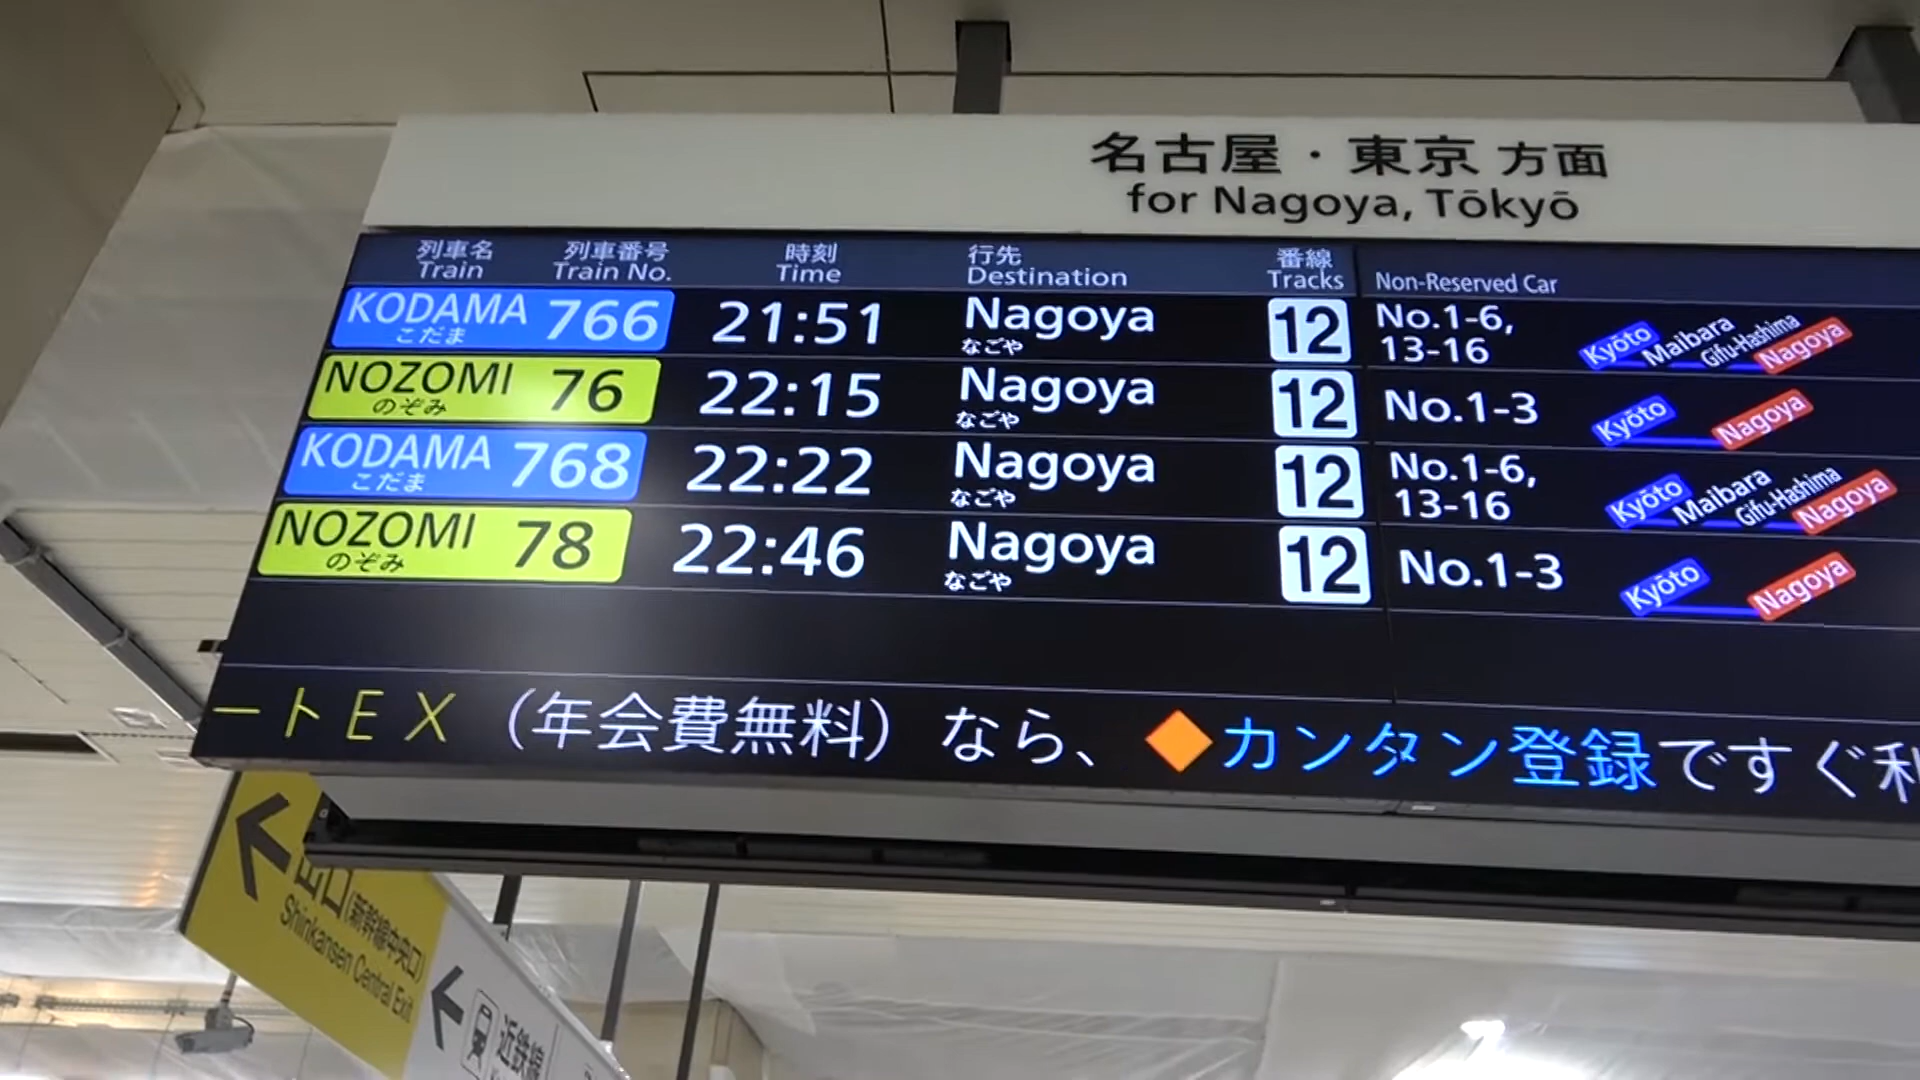 名古屋・東京 方面
for Nagoya, Tōkyō
列車名 列車番号 時刻 行先 番線
Train Train No. Time Destination Tracks Non-Reserved Car
KODAMA 766 21:51 Nagoya 12 No.1-6, 13-16 Kyōto Maibara Gifu-Hashima Nagoya
こだま なごや
NOZOMI 76 22:15 Nagoya 12 No.1-3 Kyōto Nagoya
のぞみ なごや
KODAMA 768 22:22 Nagoya 12 No.1-6, 13-16 Kyōto Maibara Gifu-Hashima Nagoya
こだま なごや
NOZOMI 78 22:46 Nagoya 12 No.1-3 Kyōto Nagoya
のぞみ なごや
ートEX（年会費無料）なら、◆カンタン登録ですぐ利
出口(新幹線中央口)
Shinkansen Central Exit
近鉄線